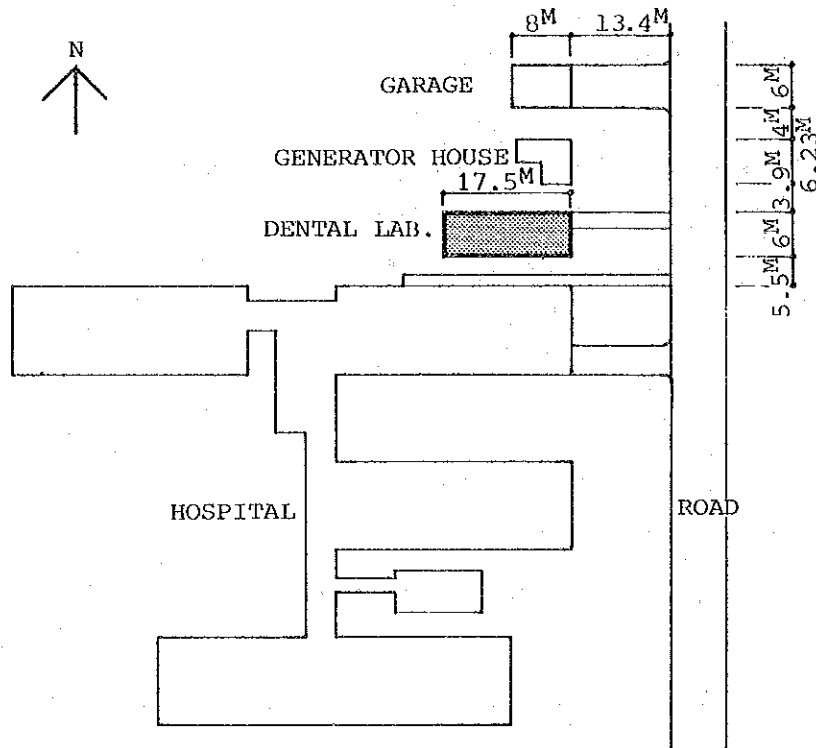 8M
13.4M
N
GARAGE
6M
4M
GENERATOR HOUSE
6.23M
17.5M
3.9M
DENTAL LAB.
6M
5.5M
HOSPITAL
ROAD